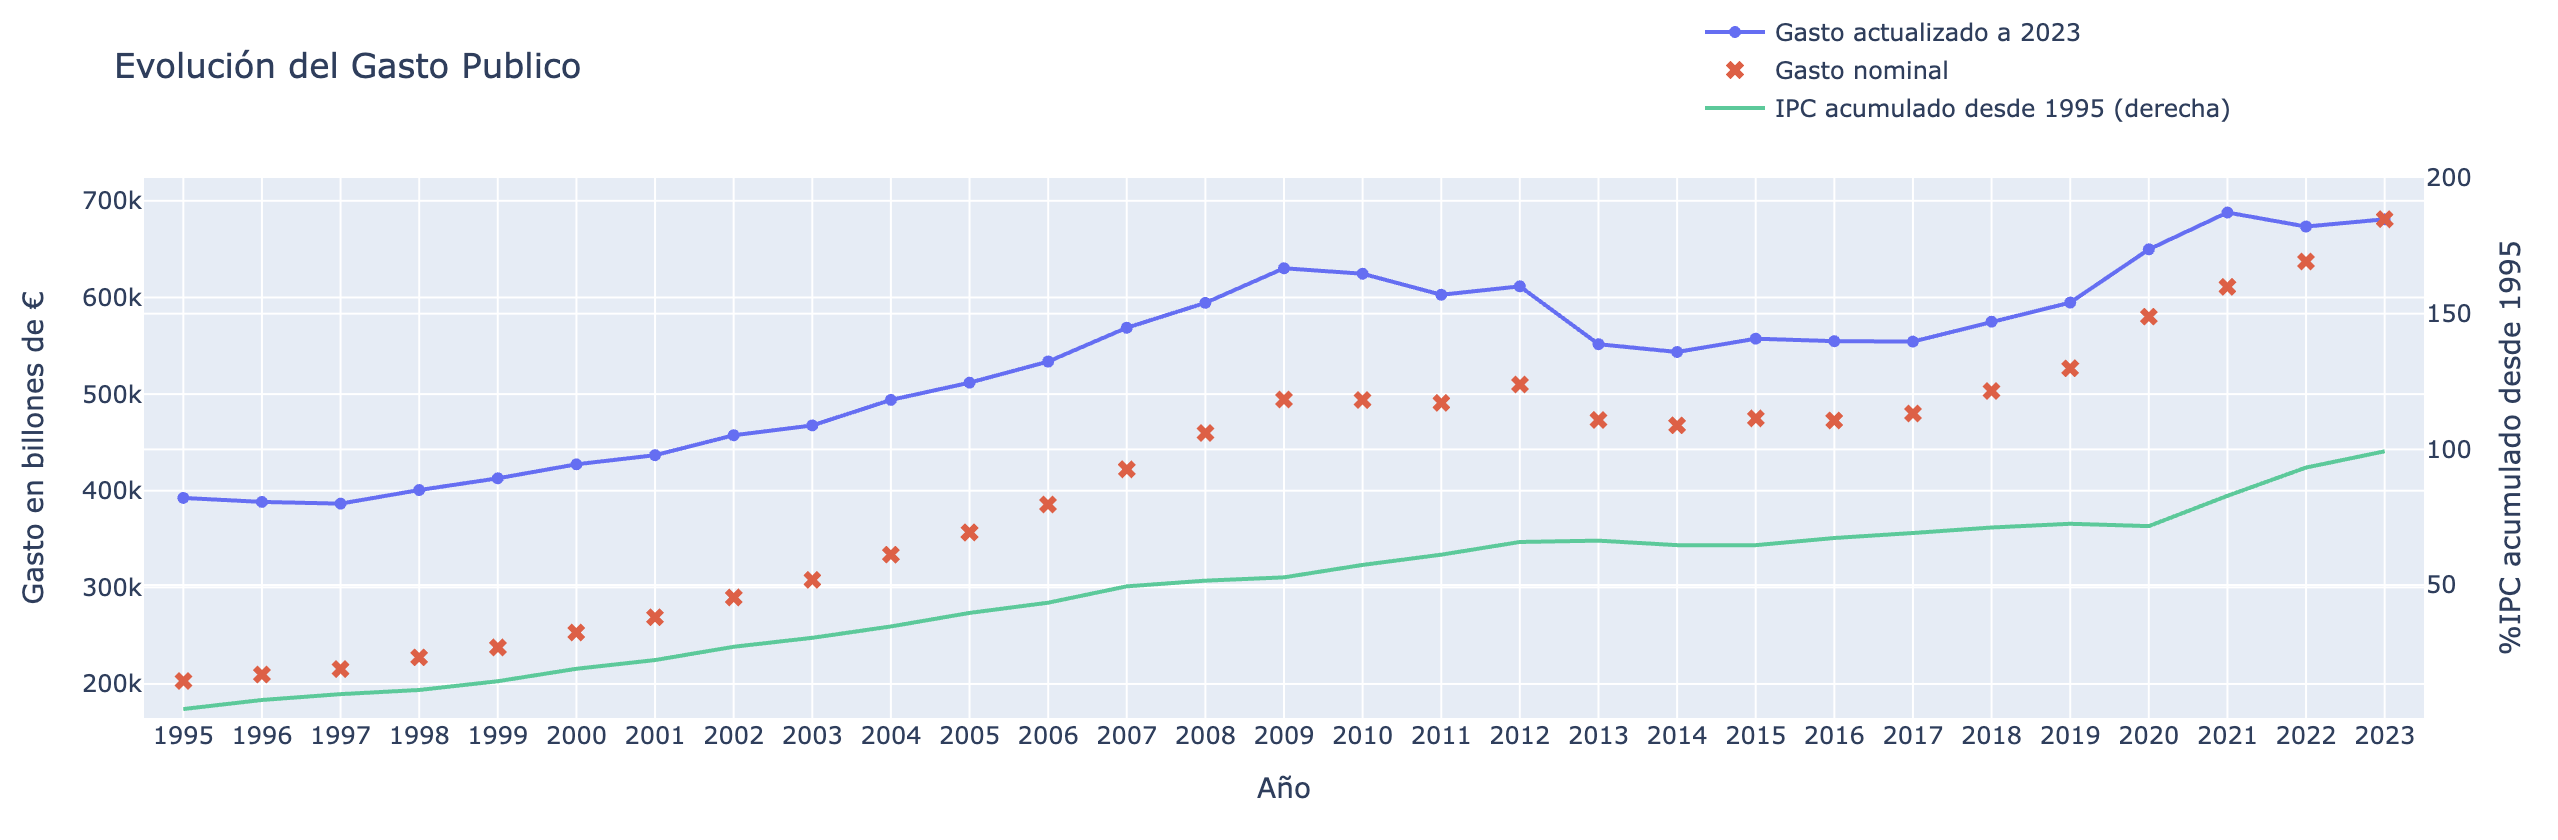 Evolución del Gasto Publico
Gasto actualizado a 2023
Gasto nominal
IPC acumulado desde 1995 (derecha)
Gasto en billones de €
700k
600k
500k
400k
300k
200k
200
150
100
50
%IPC acumulado desde 1995
1995 1996 1997 1998 1999 2000 2001 2002 2003 2004 2005 2006 2007 2008 2009 2010 2011 2012 2013 2014 2015 2016 2017 2018 2019 2020 2021 2022 2023
Año